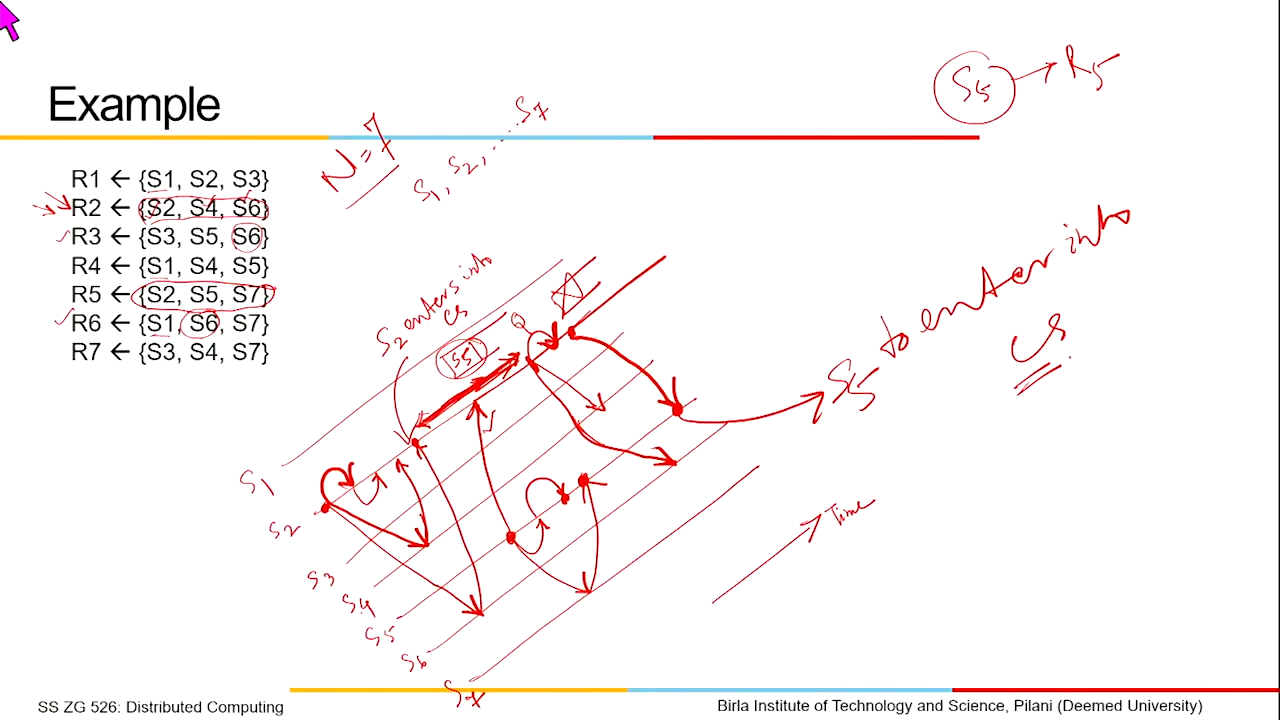 Example
S5 → R5
N=7
S1, S2, ..... S7
R1 ← {S1, S2, S3}
R2 ← {S2, S4, S6}
R3 ← {S3, S5, S6}
R4 ← {S1, S4, S5}
R5 ← {S2, S5, S7}
R6 ← {S1, S6, S7}
R7 ← {S3, S4, S7}
S2 enters into
CS
S5
Q
S5 to enter into
CS
S1
S2
S3
S4
S5
S6
S7
Time
SS ZG 526: Distributed Computing
Birla Institute of Technology and Science, Pilani (Deemed University)